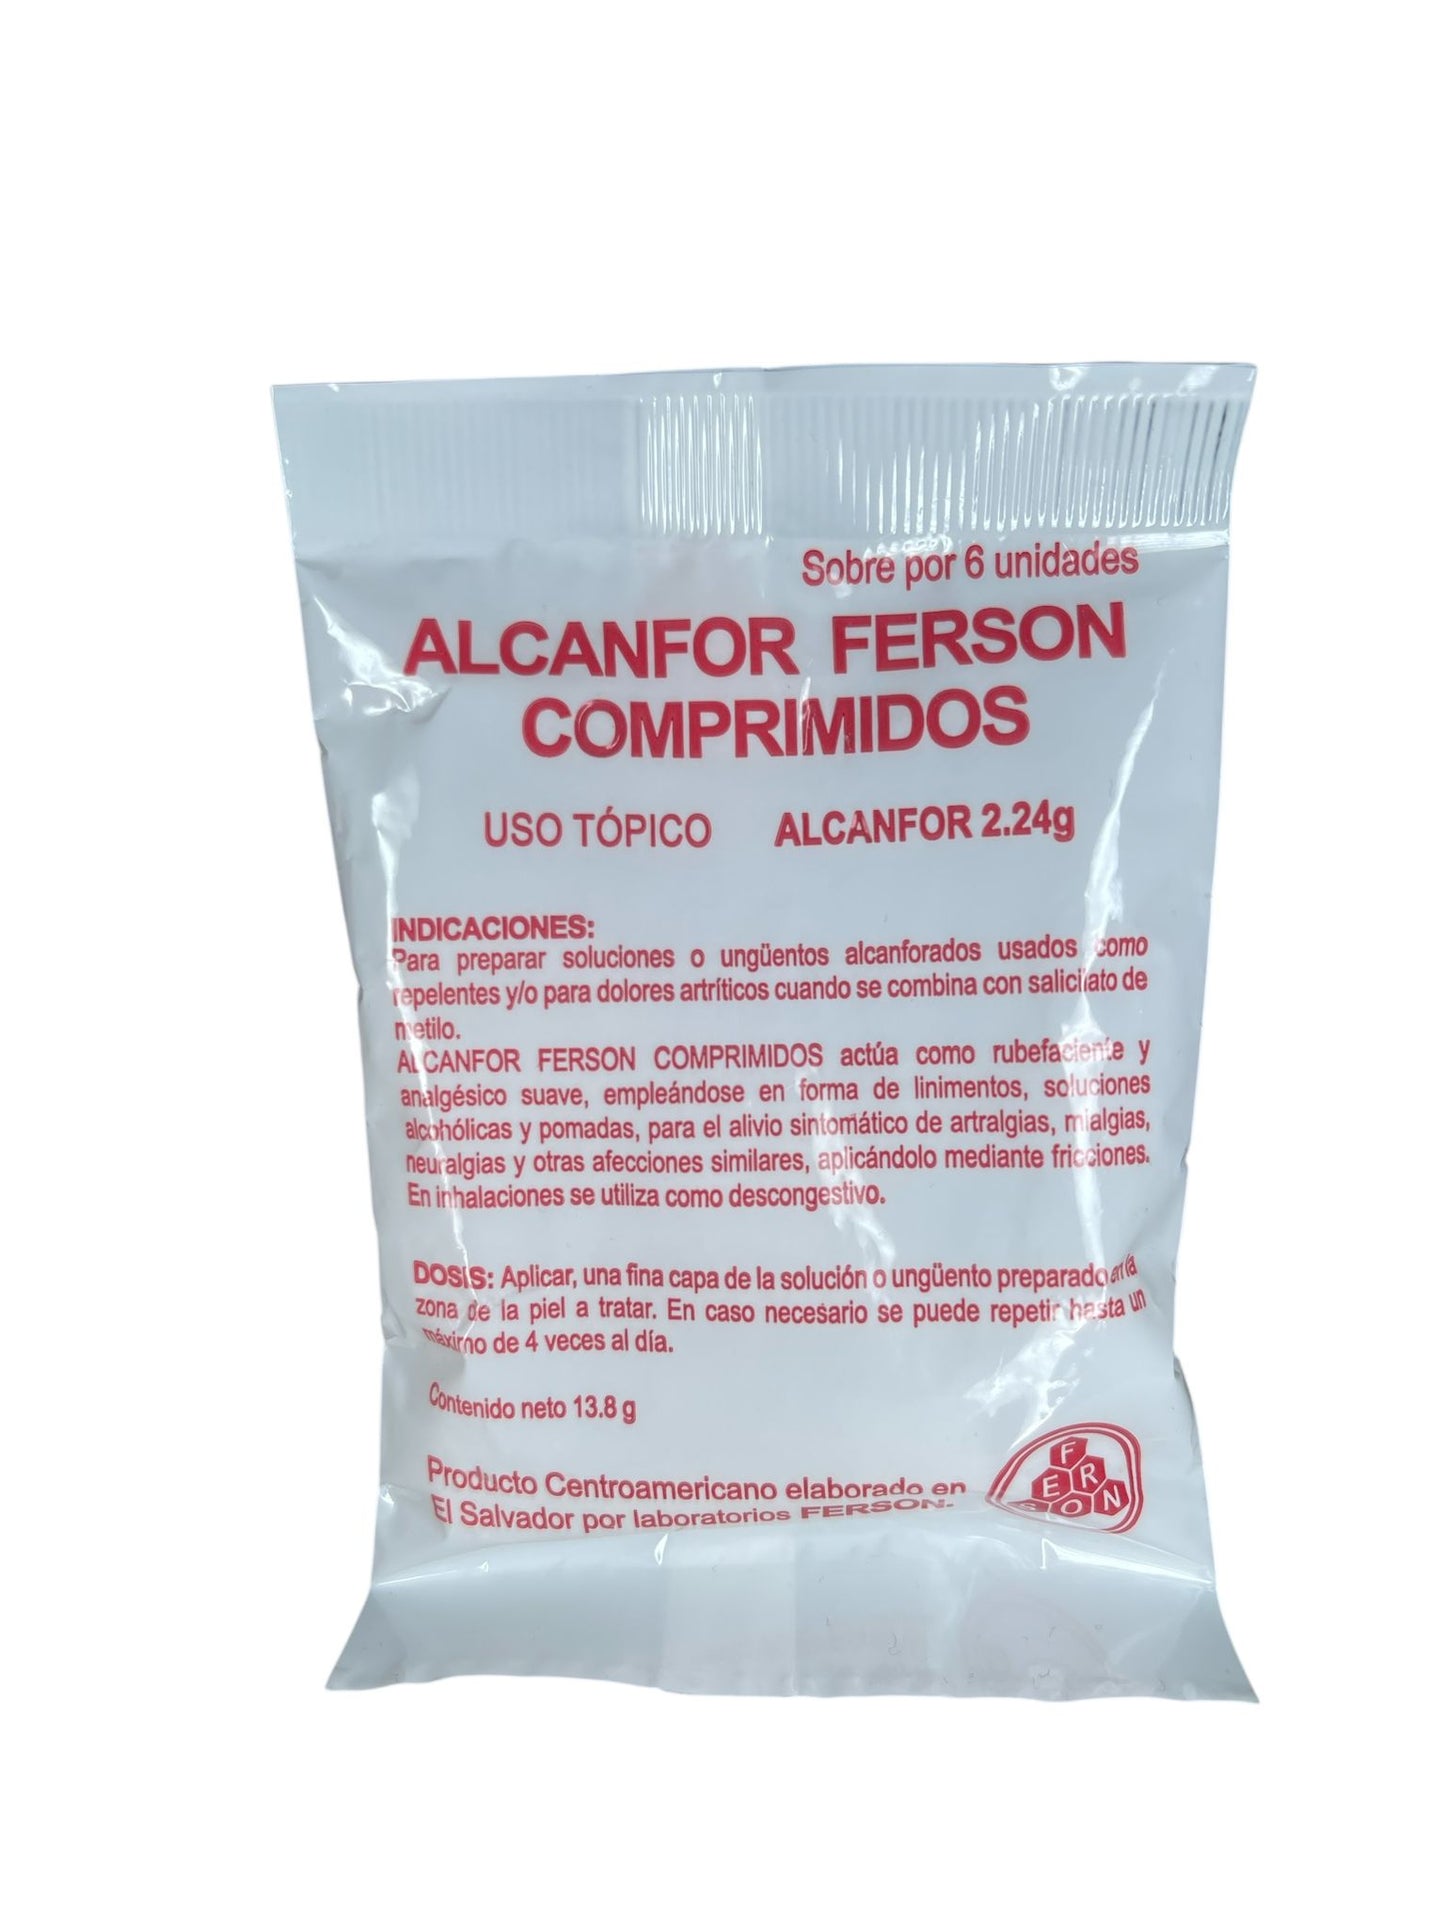 Sobre por 6 unidades
ALCANFOR FERSON
COMPRIMIDOS
USO TÓPICO ALCANFOR 2.24g
INDICACIONES:
Para preparar soluciones o ungüentos alcanforados usados como
repelentes y/o para dolores artríticos cuando se combina con salicilato de
metilo.
ALCANFOR FERSON COMPRIMIDOS actúa como rubefaciente y
analgésico suave, empleándose en forma de linimentos, soluciones
alcohólicas y pomadas, para el alivio sintomático de artralgias, mialgias,
neuralgias y otras afecciones similares, aplicándolo mediante fricciones.
En inhalaciones se utiliza como descongestivo.
DOSIS: Aplicar, una fina capa de la solución o ungüento preparado en la
zona de la piel a tratar. En caso necesario se puede repetir hasta un
máximo de 4 veces al día.
Contenido neto 13.8 g
Producto Centroamericano elaborado en
El Salvador por laboratorios FERSON.
FERSON